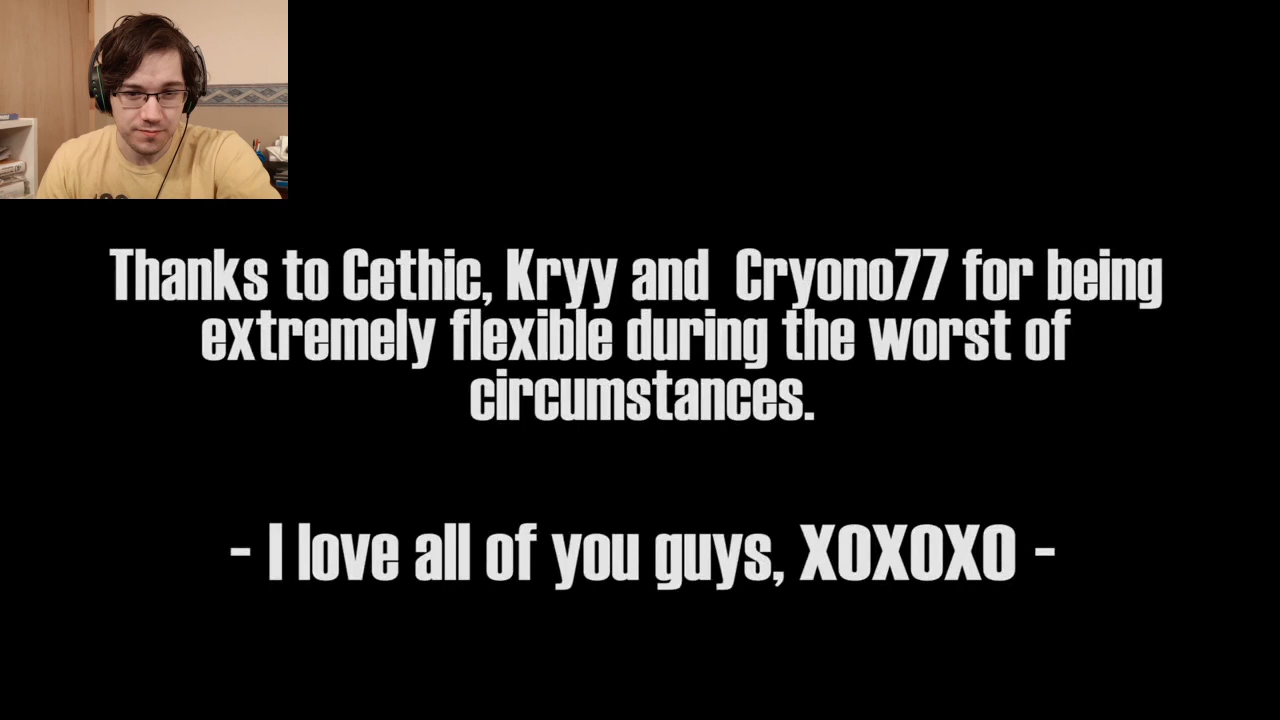 Thanks to Cethic, Kryy and  Cryono77 for being
extremely flexible during the worst of
circumstances.
- I love all of you guys, XOXOXO -